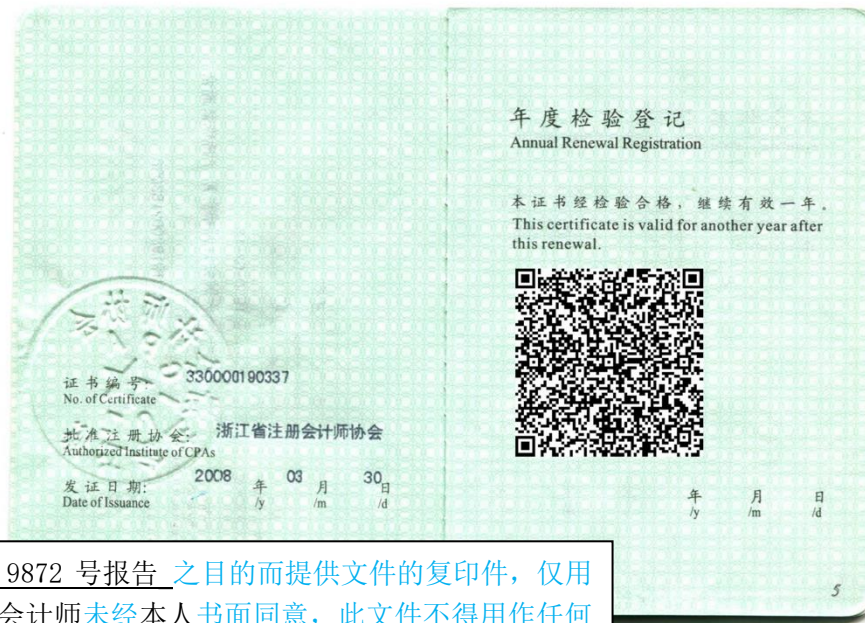 证书编号: 330000190337
No. of Certificate
批准注册协会: 浙江省注册会计师协会
Authorized Institute of CPAs
发证日期: 2008 年 03 月 30 日
Date of Issuance /y /m /d
年度检验登记
Annual Renewal Registration
本证书经检验合格，继续有效一年。
This certificate is valid for another year after
this renewal.
年 月 日
/y /m /d
5
9872 号报告 之目的而提供文件的复印件，仅用
会计师未经本人书面同意，此文件不得用作任何